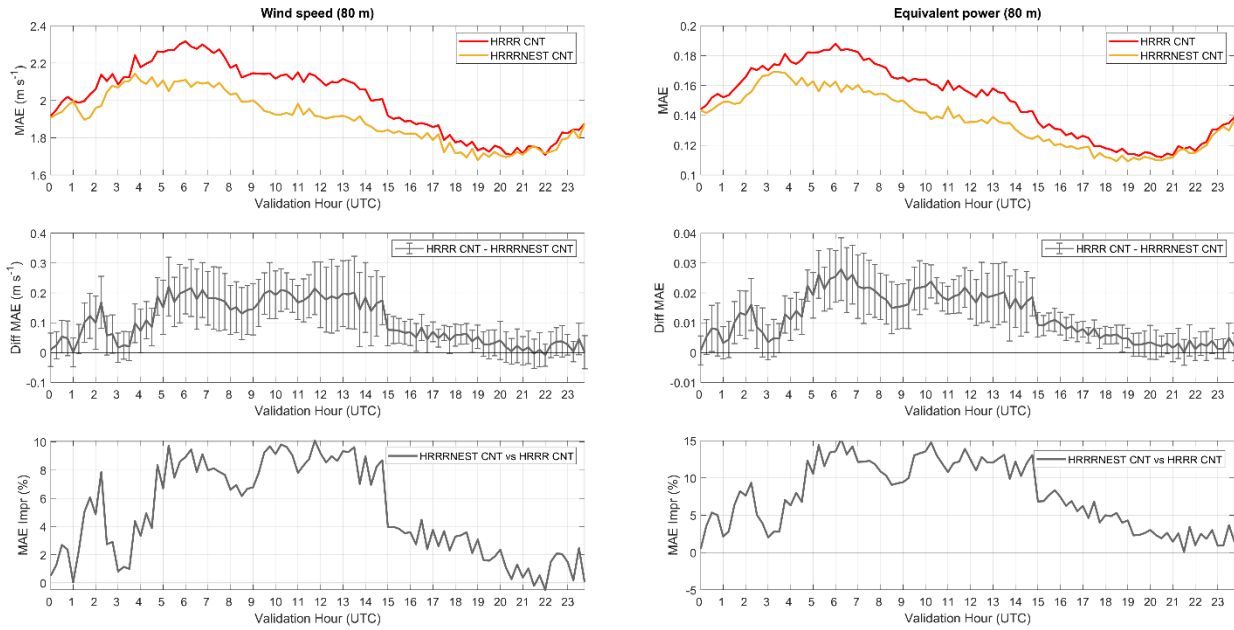 Wind speed (80 m)
2.4
2.2
2
1.8
1.6
MAE (m s⁻¹)
HRRR CNT
HRRRNEST CNT
0 1 2 3 4 5 6 7 8 9 10 11 12 13 14 15 16 17 18 19 20 21 22 23
Validation Hour (UTC)
Equivalent power (80 m)
0.2
0.18
0.16
0.14
0.12
0.1
MAE
HRRR CNT
HRRRNEST CNT
0 1 2 3 4 5 6 7 8 9 10 11 12 13 14 15 16 17 18 19 20 21 22 23
Validation Hour (UTC)
0.4
0.3
0.2
0.1
0
-0.1
Diff MAE (m s⁻¹)
HRRR CNT - HRRRNEST CNT
0 1 2 3 4 5 6 7 8 9 10 11 12 13 14 15 16 17 18 19 20 21 22 23
Validation Hour (UTC)
0.04
0.03
0.02
0.01
0
-0.01
Diff MAE
HRRR CNT - HRRRNEST CNT
0 1 2 3 4 5 6 7 8 9 10 11 12 13 14 15 16 17 18 19 20 21 22 23
Validation Hour (UTC)
10
8
6
4
2
0
MAE Impr (%)
HRRRNEST CNT vs HRRR CNT
0 1 2 3 4 5 6 7 8 9 10 11 12 13 14 15 16 17 18 19 20 21 22 23
Validation Hour (UTC)
15
10
5
0
-5
MAE Impr (%)
HRRRNEST CNT vs HRRR CNT
0 1 2 3 4 5 6 7 8 9 10 11 12 13 14 15 16 17 18 19 20 21 22 23
Validation Hour (UTC)